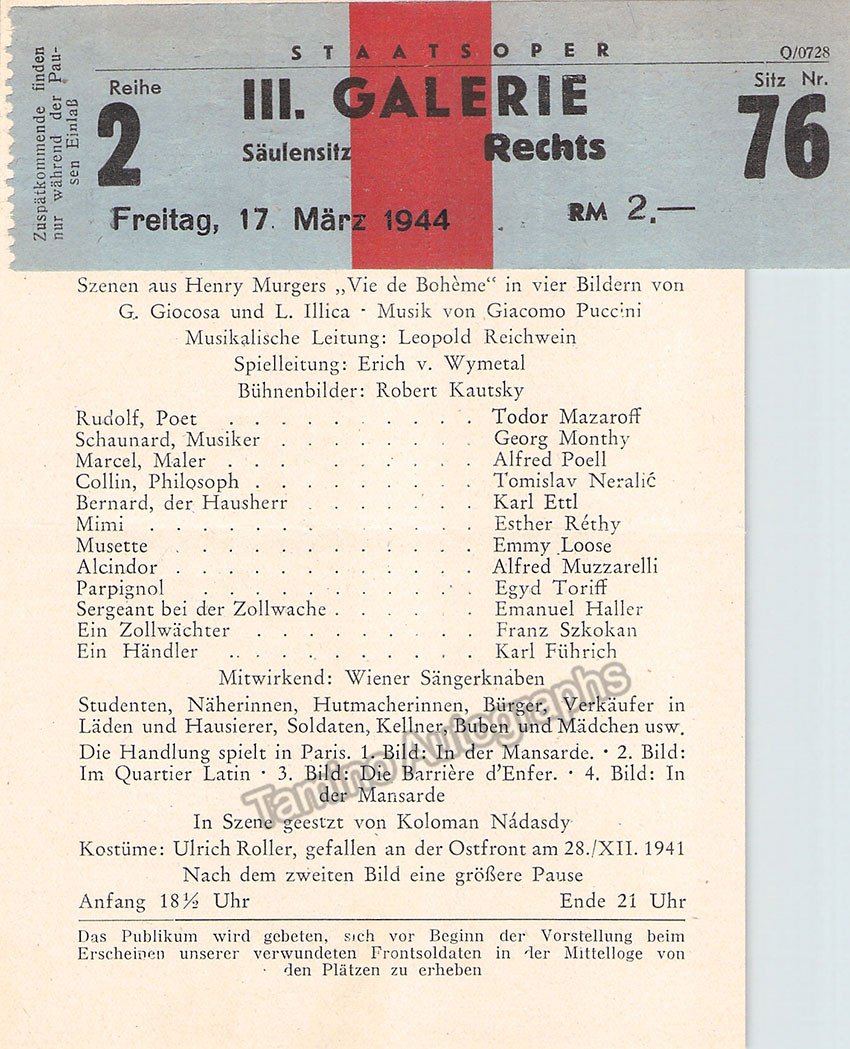 STAATSOPER
Q/0728
Zuspätkommende finden
nur während der Pau-
sen Einlaß
Reihe
2
III. GALERIE
Säulensitz
Rechts
Sitz Nr.
76
Freitag, 17. März 1944
RM 2.—
Szenen aus Henry Murgers „Vie de Bohème“ in vier Bildern von
G. Giocosa und L. Illica · Musik von Giacomo Puccini
Musikalische Leitung: Leopold Reichwein
Spielleitung: Erich v. Wymetal
Bühnenbilder: Robert Kautsky
Rudolf, Poet . . . . . . . . . . Todor Mazaroff
Schaunard, Musiker . . . . . . . . Georg Monthy
Marcel, Maler . . . . . . . . . . Alfred Poell
Collin, Philosoph . . . . . . . . . Tomislav Neralić
Bernard, der Hausherr . . . . . . . Karl Ettl
Mimi . . . . . . . . . . . . . Esther Réthy
Musette . . . . . . . . . . . . Emmy Loose
Alcindor . . . . . . . . . . . . Alfred Muzzarelli
Parpignol . . . . . . . . . . . Egyd Toriff
Sergeant bei der Zollwache . . . . . . Emanuel Haller
Ein Zollwächter . . . . . . . . . Franz Szkokan
Ein Händler . . . . . . . . . . Karl Führich
Mitwirkend: Wiener Sängerknaben
Studenten, Näherinnen, Hutmacherinnen, Bürger, Verkäufer in
Läden und Hausierer, Soldaten, Kellner, Buben und Mädchen usw.
Die Handlung spielt in Paris. 1. Bild: In der Mansarde. · 2. Bild:
Im Quartier Latin · 3. Bild: Die Barrière d’Enfer. · 4. Bild: In
der Mansarde
Tamino Autographs
In Szene geestzt von Koloman Nádasdy
Kostüme: Ulrich Roller, gefallen an der Ostfront am 28./XII. 1941
Nach dem zweiten Bild eine größere Pause
Anfang 18½ Uhr Ende 21 Uhr
Das Publikum wird gebeten, sich vor Beginn der Vorstellung beim
Erscheinen unserer verwundeten Frontsoldaten in der Mittelloge von
den Plätzen zu erheben